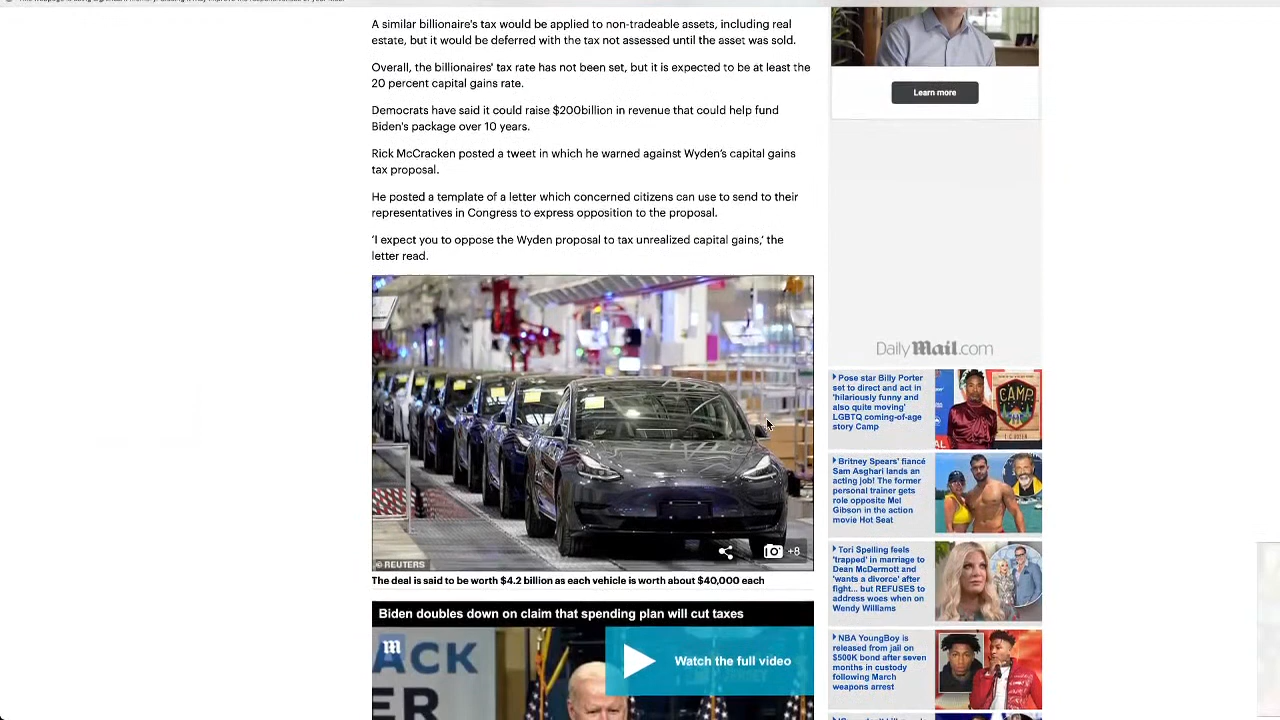 A similar billionaire's tax would be applied to non-tradeable assets, including real
estate, but it would be deferred with the tax not assessed until the asset was sold.
Overall, the billionaires' tax rate has not been set, but it is expected to be at least the
20 percent capital gains rate.
Democrats have said it could raise $200billion in revenue that could help fund
Biden's package over 10 years.
Rick McCracken posted a tweet in which he warned against Wyden's capital gains
tax proposal.
He posted a template of a letter which concerned citizens can use to send to their
representatives in Congress to express opposition to the proposal.
'I expect you to oppose the Wyden proposal to tax unrealized capital gains,' the
letter read.
+8
© REUTERS
The deal is said to be worth $4.2 billion as each vehicle is worth about $40,000 each
Biden doubles down on claim that spending plan will cut taxes
ACK
ER
Watch the full video
Learn more
DailyMail.com
Pose star Billy Porter
set to direct and act in
'hilariously funny and
also quite moving'
LGBTQ coming-of-age
story Camp
CAMP
Britney Spears' fiancé
Sam Asghari lands an
acting job! The former
personal trainer gets
role opposite Mel
Gibson in the action
movie Hot Seat
Tori Spelling feels
'trapped' in marriage to
Dean McDermott and
'wants a divorce' after
fight... but REFUSES to
address woes when on
Wendy Williams
NBA YoungBoy is
released from jail on
$500K bond after seven
months in custody
following March
weapons arrest